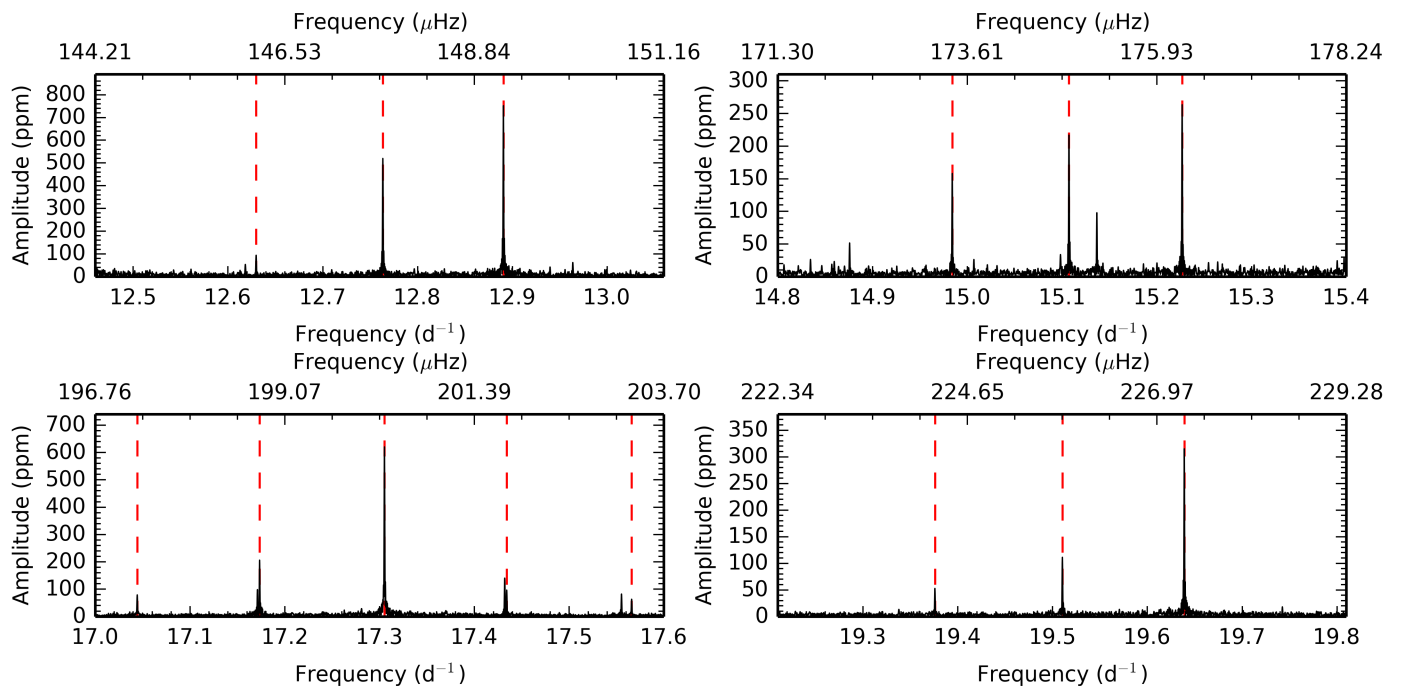 Frequency (μHz)
144.21 146.53 148.84 151.16
Amplitude (ppm)
800
700
600
500
400
300
200
100
0
12.5 12.6 12.7 12.8 12.9 13.0
Frequency (d⁻¹)
Frequency (μHz)
171.30 173.61 175.93 178.24
Amplitude (ppm)
300
250
200
150
100
50
0
14.8 14.9 15.0 15.1 15.2 15.3 15.4
Frequency (d⁻¹)
Frequency (μHz)
196.76 199.07 201.39 203.70
Amplitude (ppm)
700
600
500
400
300
200
100
0
17.0 17.1 17.2 17.3 17.4 17.5 17.6
Frequency (d⁻¹)
Frequency (μHz)
222.34 224.65 226.97 229.28
Amplitude (ppm)
350
300
250
200
150
100
50
0
19.3 19.4 19.5 19.6 19.7 19.8
Frequency (d⁻¹)